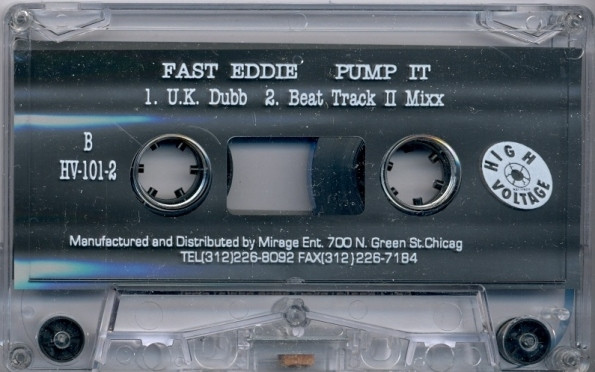 FAST EDDIE PUMP IT
1. U.K. Dubb 2. Beat Track II Mixx
B
HV-101-2
HIGH VOLTAGE
Manufactured and Distributed by Mirage Ent. 700 N. Green St.Chicag
TEL(312)226-8092 FAX(312)226-7184